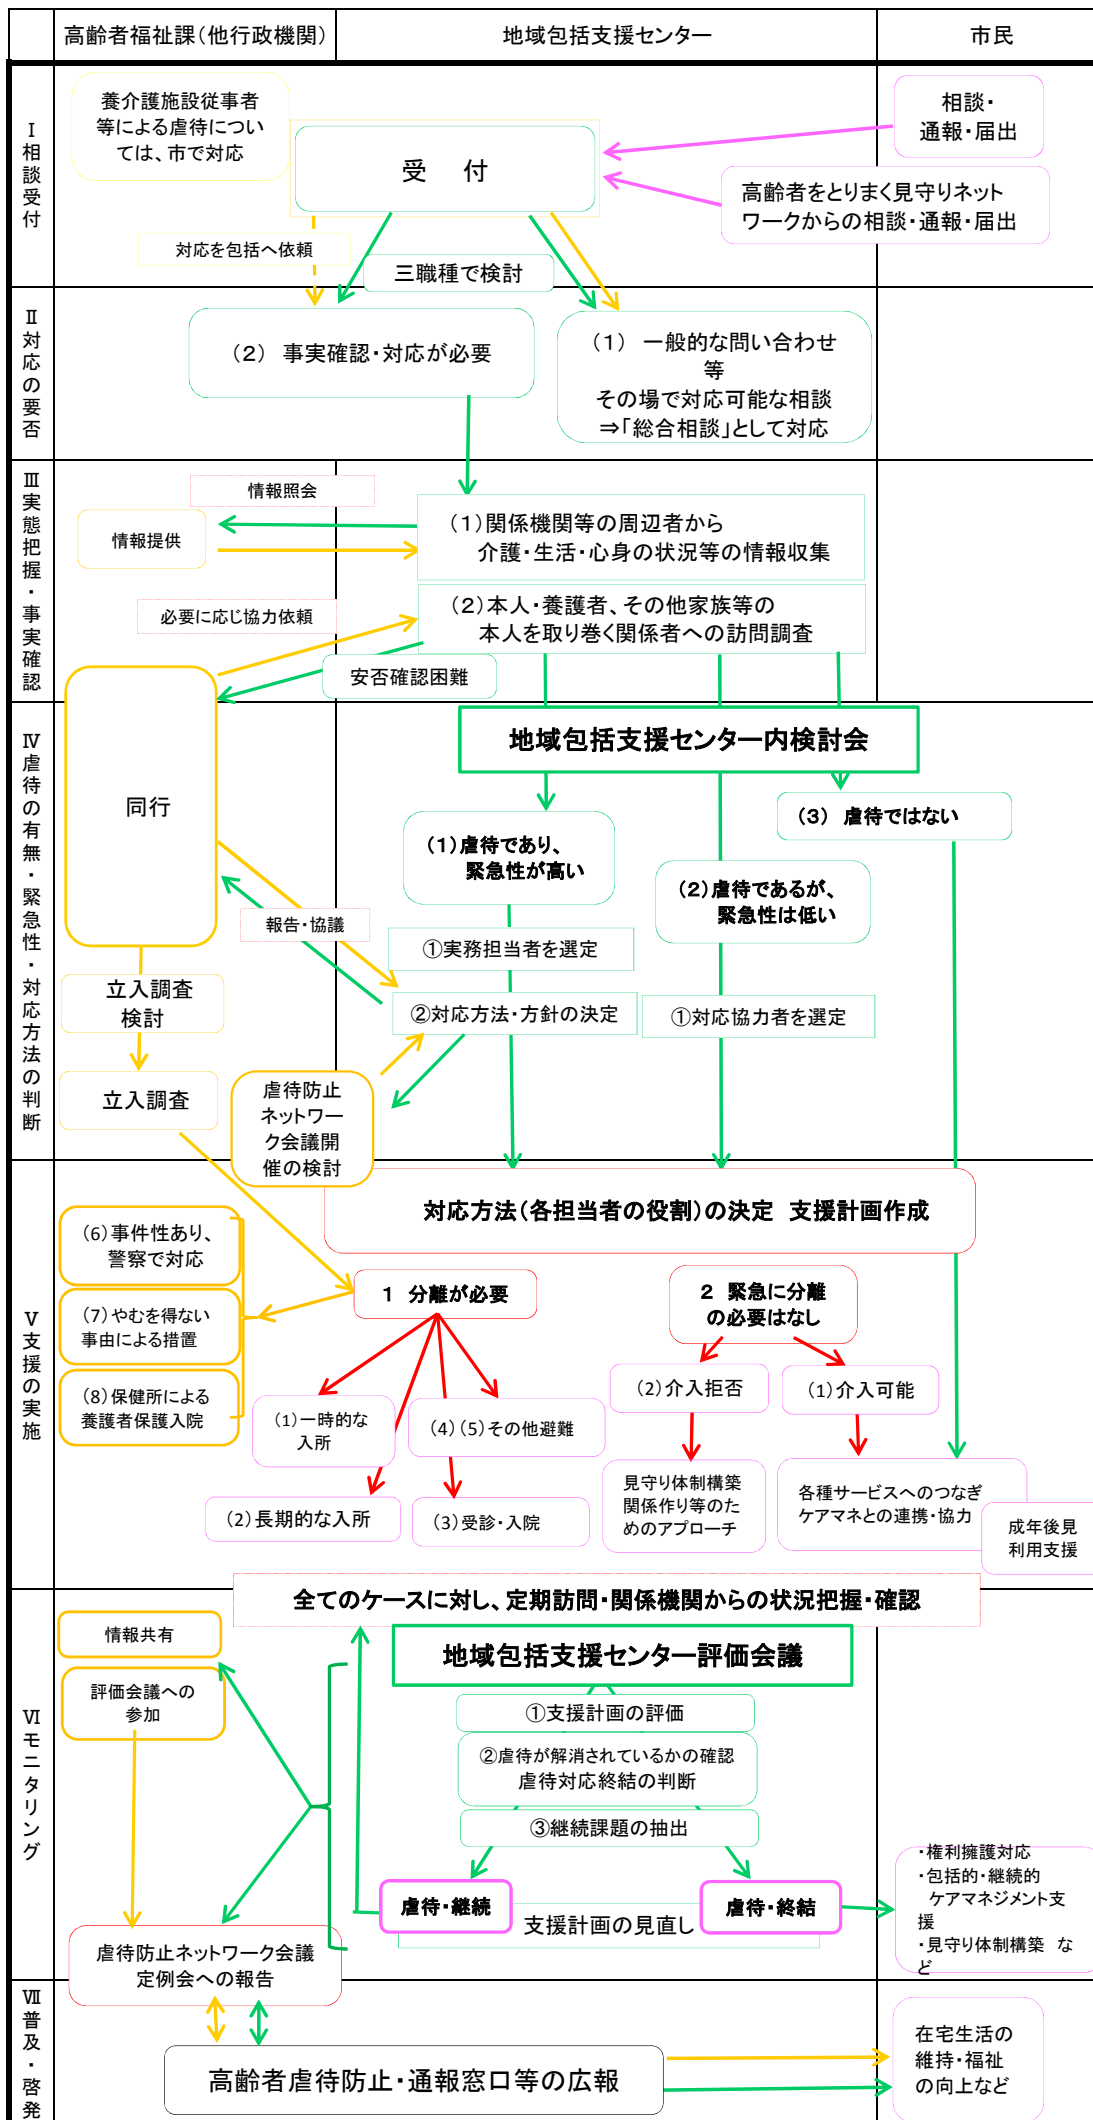 高齢者福祉課（他行政機関）
地域包括支援センター
市民
Ⅰ相談受付
養介護施設従事者
等による虐待につい
ては、市で対応
受　付
相談・
通報・届出
高齢者をとりまく見守りネット
ワークからの相談・通報・届出
対応を包括へ依頼
三職種で検討
Ⅱ対応の要否
（２） 事実確認・対応が必要
（１） 一般的な問い合わせ
等
その場で対応可能な相談
⇒「総合相談」として対応
Ⅲ実態把握・事実確認
情報照会
情報提供
（１）関係機関等の周辺者から
介護・生活・心身の状況等の情報収集
必要に応じ協力依頼
（２）本人・養護者、その他家族等の
本人を取り巻く関係者への訪問調査
安否確認困難
Ⅳ虐待の有無・緊急性・対応方法の判断
地域包括支援センター内検討会
同行
（３） 虐待ではない
（１）虐待であり、
緊急性が高い
（２）虐待であるが、
緊急性は低い
報告・協議
①実務担当者を選定
立入調査
検討
②対応方法・方針の決定
①対応協力者を選定
立入調査
虐待防止
ネットワー
ク会議開
催の検討
Ⅴ支援の実施
対応方法（各担当者の役割）の決定　支援計画作成
（6）事件性あり、
警察で対応
１ 分離が必要
２ 緊急に分離
の必要はなし
（7）やむを得ない
事由による措置
（8）保健所による
養護者保護入院
（２）介入拒否
（１）介入可能
（１）一時的な
入所
（４）（５）その他避難
見守り体制構築
関係作り等のた
めのアプローチ
各種サービスへのつなぎ
ケアマネとの連携・協力
（２）長期的な入所
（３）受診・入院
成年後見
利用支援
Ⅵモニタリング
全てのケースに対し、定期訪問・関係機関からの状況把握・確認
情報共有
地域包括支援センター評価会議
評価会議への
参加
①支援計画の評価
②虐待が解消されているかの確認
虐待対応終結の判断
③継続課題の抽出
虐待・継続
虐待・終結
支援計画の見直し
・権利擁護対応
・包括的・継続的
ケアマネジメント支
援
・見守り体制構築　な
ど
虐待防止ネットワーク会議
定例会への報告
Ⅶ普及・啓発
高齢者虐待防止・通報窓口等の広報
在宅生活の
維持・福祉
の向上など